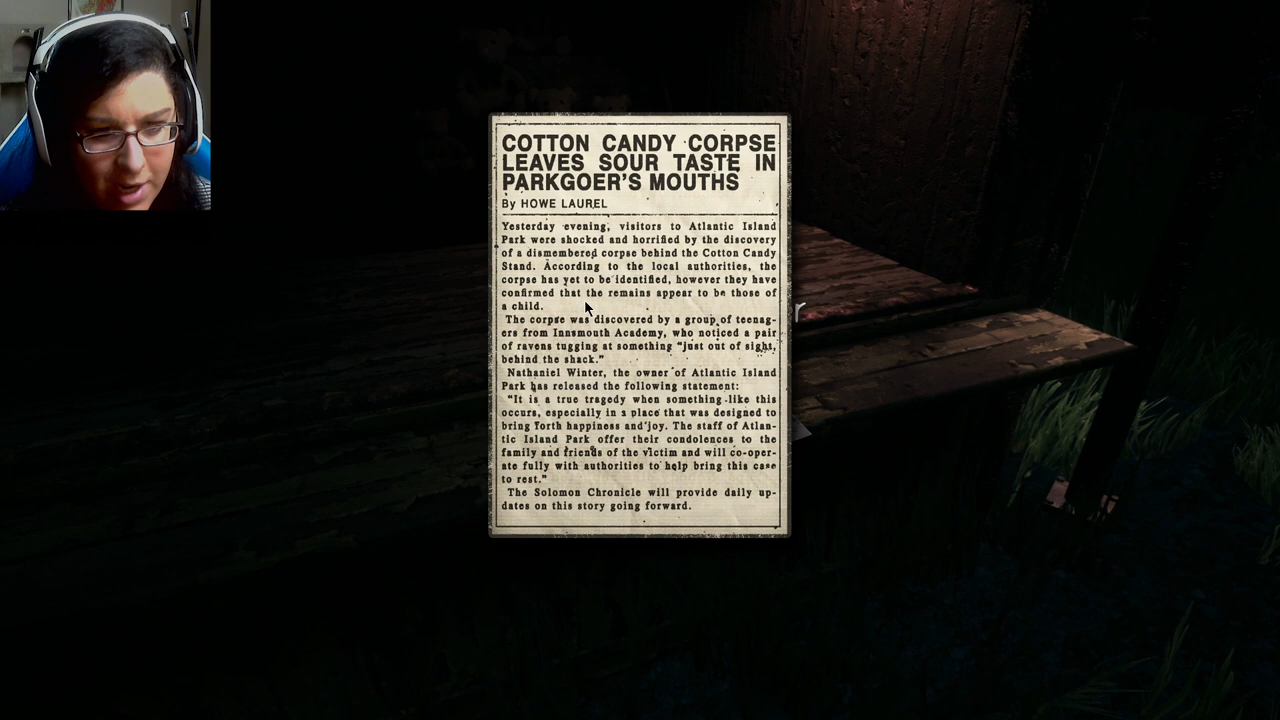 COTTON CANDY CORPSE
LEAVES SOUR TASTE IN
PARKGOER'S MOUTHS
By HOWE LAUREL
Yesterday evening, visitors to Atlantic Island
Park were shocked and horrified by the discovery
of a dismembered corpse behind the Cotton Candy
Stand. According to the local authorities, the
corpse has yet to be identified, however they have
confirmed that the remains appear to be those of
a child.
The corpse was discovered by a group of teenag-
ers from Innsmouth Academy, who noticed a pair
of ravens tugging at something "just out of sight,
behind the shack."
Nathaniel Winter, the owner of Atlantic Island
Park has released the following statement:
"It is a true tragedy when something like this
occurs, especially in a place that was designed to
bring forth happiness and joy. The staff of Atlan-
tic Island Park offer their condolences to the
family and friends of the victim and will co-oper-
ate fully with authorities to help bring this case
to rest."
The Solomon Chronicle will provide daily up-
dates on this story going forward.